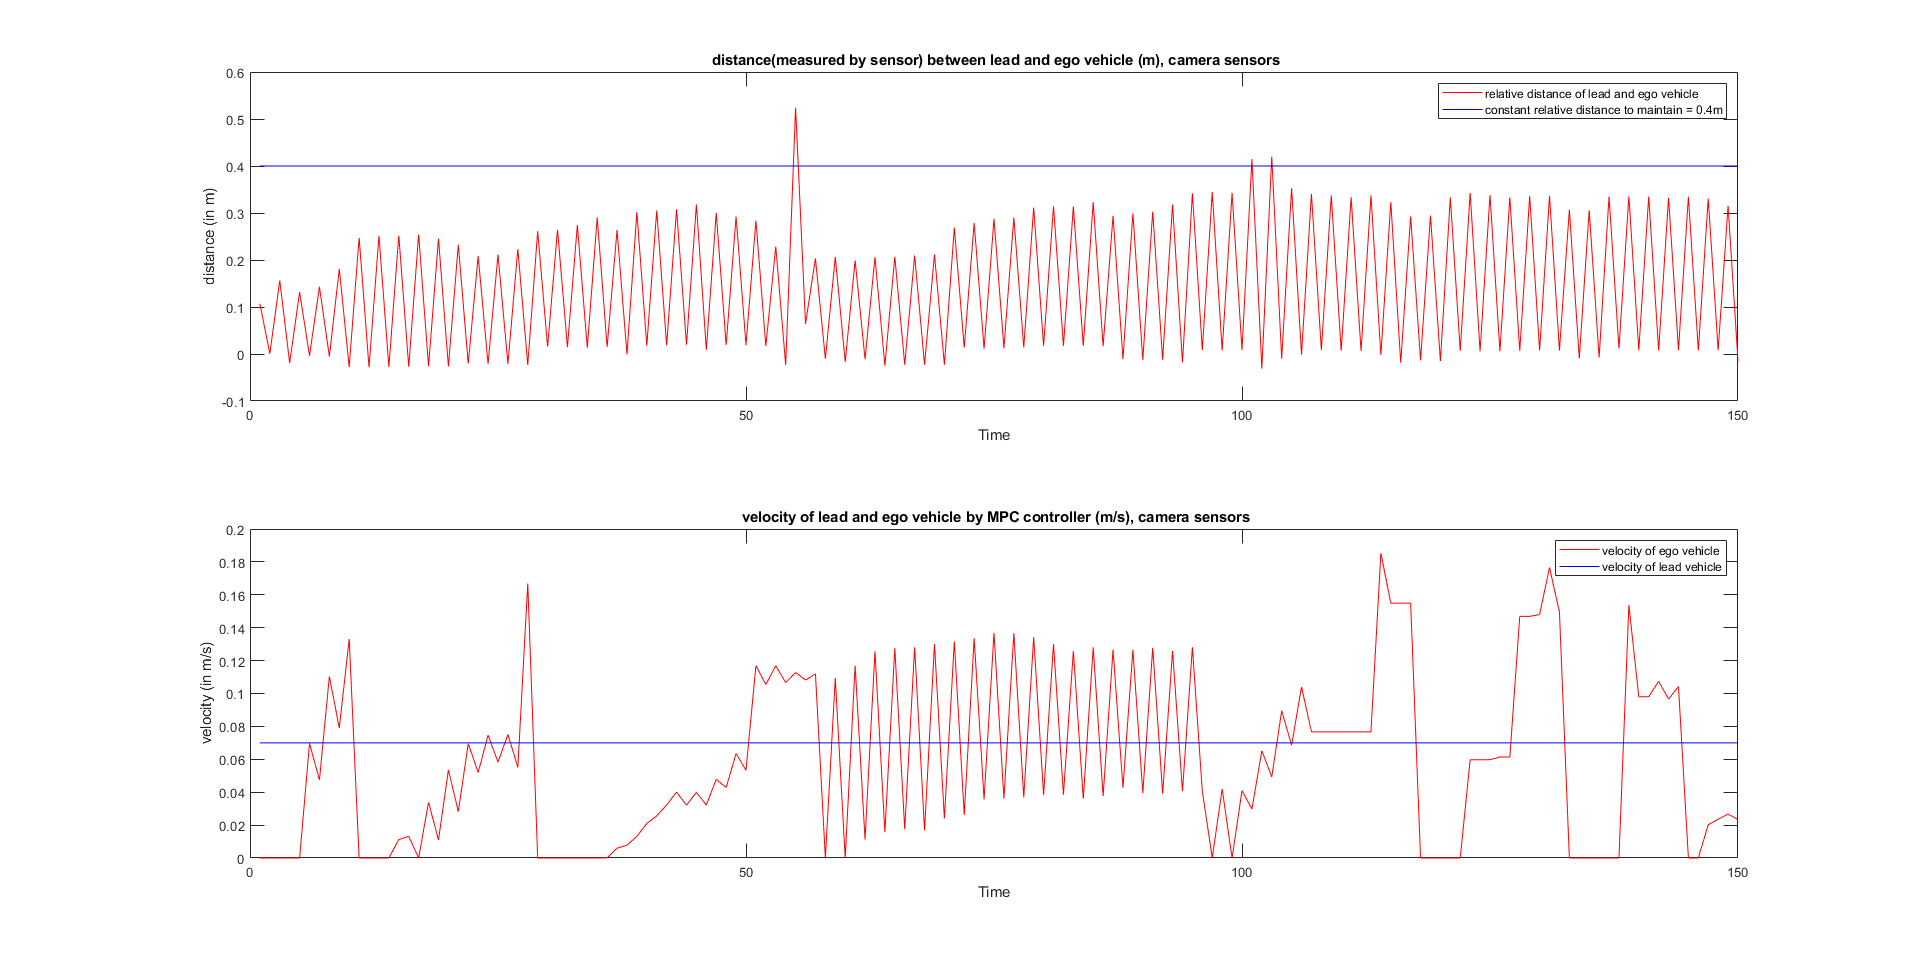 distance(measured by sensor) between lead and ego vehicle (m), camera sensors
0.6
0.5
0.4
0.3
0.2
0.1
0
-0.1
distance (in m)
relative distance of lead and ego vehicle
constant relative distance to maintain = 0.4m
0 50 100 150
Time
velocity of lead and ego vehicle by MPC controller (m/s), camera sensors
0.2
0.18
0.16
0.14
0.12
0.1
0.08
0.06
0.04
0.02
0
velocity (in m/s)
velocity of ego vehicle
velocity of lead vehicle
0 50 100 150
Time